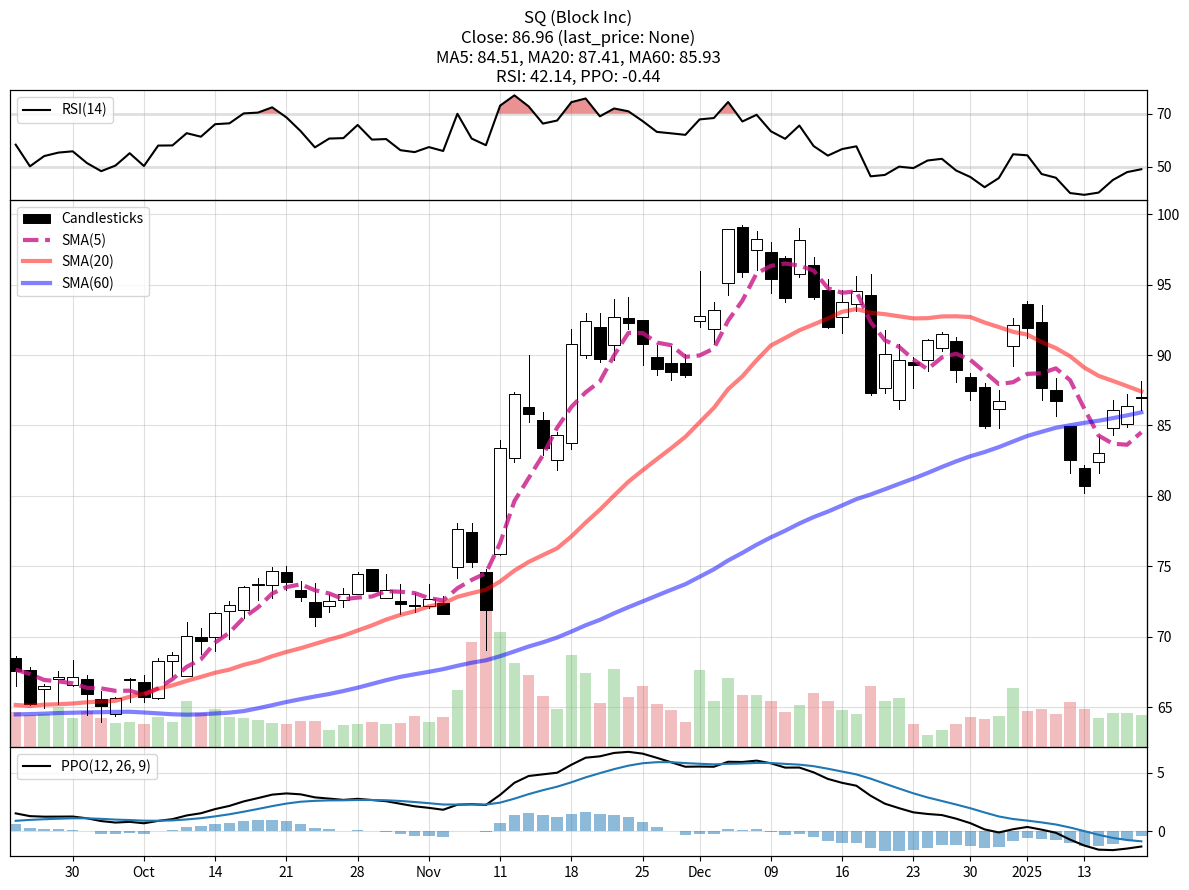 SQ (Block Inc)
Close: 86.96 (last_price: None)
MA5: 84.51, MA20: 87.41, MA60: 85.93
RSI: 42.14, PPO: -0.44
RSI(14)
70
50
Candlesticks
SMA(5)
SMA(20)
SMA(60)
100
95
90
85
80
75
70
65
PPO(12, 26, 9)
5
0
30 Oct 14 21 28 Nov 11 18 25 Dec 09 16 23 30 2025 13